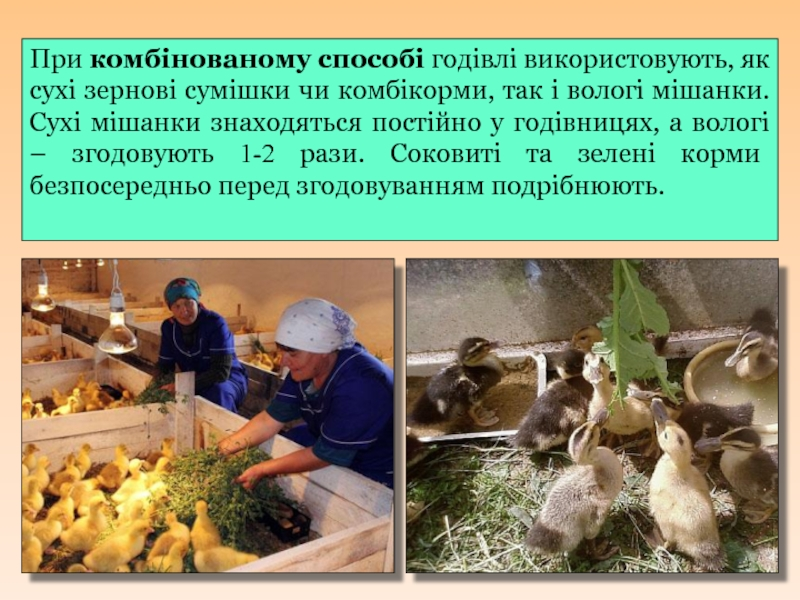 При комбінованому способі годівлі використовують, як
сухі зернові сумішки чи комбікорми, так і вологі мішанки.
Сухі мішанки знаходяться постійно у годівницях, а вологі
– згодовують 1-2 рази. Соковиті та зелені корми
безпосередньо перед згодовуванням подрібнюють.